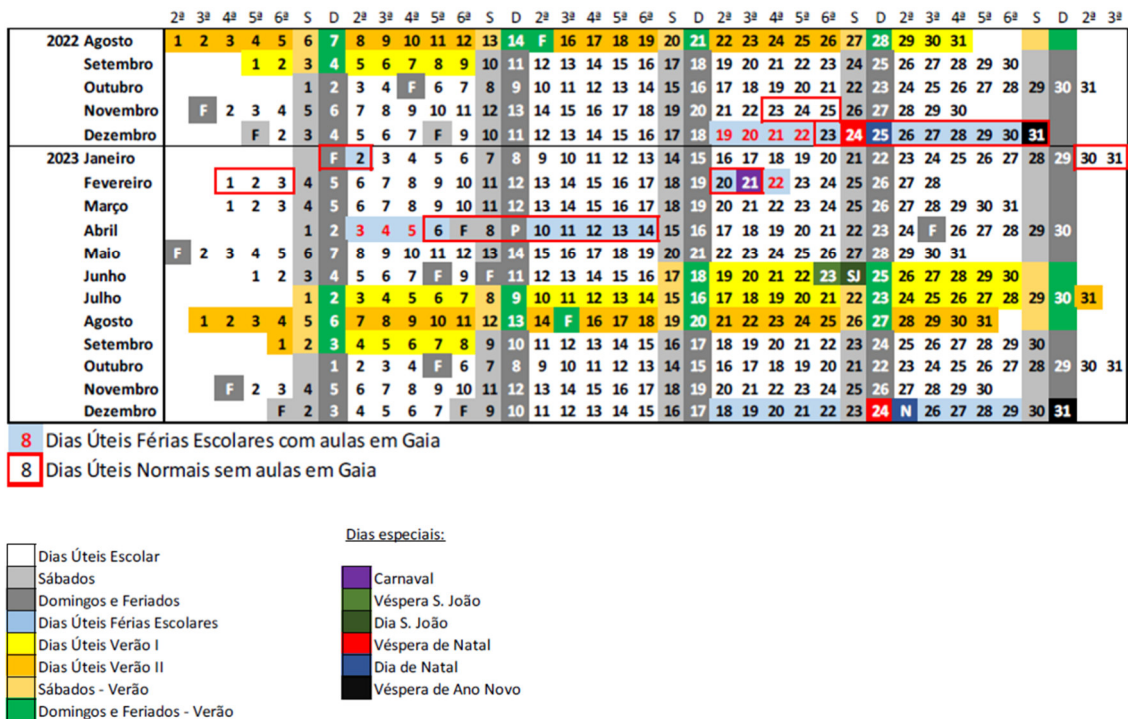 2ª 3ª 4ª 5ª 6ª S D 2ª 3ª 4ª 5ª 6ª S D 2ª 3ª 4ª 5ª 6ª S D 2ª 3ª 4ª 5ª 6ª S D 2ª 3ª 4ª 5ª 6ª S D 2ª 3ª
2022 Agosto 1 2 3 4 5 6 7 8 9 10 11 12 13 14 F 16 17 18 19 20 21 22 23 24 25 26 27 28 29 30 31
Setembro 1 2 3 4 5 6 7 8 9 10 11 12 13 14 15 16 17 18 19 20 21 22 23 24 25 26 27 28 29 30
Outubro 1 2 3 4 F 6 7 8 9 10 11 12 13 14 15 16 17 18 19 20 21 22 23 24 25 26 27 28 29 30 31
Novembro F 2 3 4 5 6 7 8 9 10 11 12 13 14 15 16 17 18 19 20 21 22 23 24 25 26 27 28 29 30
Dezembro F 2 3 4 5 6 7 F 9 10 11 12 13 14 15 16 17 18 19 20 21 22 23 24 25 26 27 28 29 30 31
2023 Janeiro F 2 3 4 5 6 7 8 9 10 11 12 13 14 15 16 17 18 19 20 21 22 23 24 25 26 27 28 29 30 31
Fevereiro 1 2 3 4 5 6 7 8 9 10 11 12 13 14 15 16 17 18 19 20 21 22 23 24 25 26 27 28
Março 1 2 3 4 5 6 7 8 9 10 11 12 13 14 15 16 17 18 19 20 21 22 23 24 25 26 27 28 29 30 31
Abril 1 2 3 4 5 6 F 8 P 10 11 12 13 14 15 16 17 18 19 20 21 22 23 24 F 26 27 28 29 30
Maio F 2 3 4 5 6 7 8 9 10 11 12 13 14 15 16 17 18 19 20 21 22 23 24 25 26 27 28 29 30 31
Junho 1 2 3 4 5 6 7 F 9 F 11 12 13 14 15 16 17 18 19 20 21 22 23 SJ 25 26 27 28 29 30
Julho 1 2 3 4 5 6 7 8 9 10 11 12 13 14 15 16 17 18 19 20 21 22 23 24 25 26 27 28 29 30 31
Agosto 1 2 3 4 5 6 7 8 9 10 11 12 13 14 F 16 17 18 19 20 21 22 23 24 25 26 27 28 29 30 31
Setembro 1 2 3 4 5 6 7 8 9 10 11 12 13 14 15 16 17 18 19 20 21 22 23 24 25 26 27 28 29 30
Outubro 1 2 3 4 F 6 7 8 9 10 11 12 13 14 15 16 17 18 19 20 21 22 23 24 25 26 27 28 29 30 31
Novembro F 2 3 4 5 6 7 8 9 10 11 12 13 14 15 16 17 18 19 20 21 22 23 24 25 26 27 28 29 30
Dezembro F 2 3 4 5 6 7 F 9 10 11 12 13 14 15 16 17 18 19 20 21 22 23 24 N 26 27 28 29 30 31
8 Dias Úteis Férias Escolares com aulas em Gaia
8 Dias Úteis Normais sem aulas em Gaia
Dias Úteis Escolar
Sábados
Domingos e Feriados
Dias Úteis Férias Escolares
Dias Úteis Verão I
Dias Úteis Verão II
Sábados - Verão
Domingos e Feriados - Verão
Dias especiais:
Carnaval
Véspera S. João
Dia S. João
Véspera de Natal
Dia de Natal
Véspera de Ano Novo